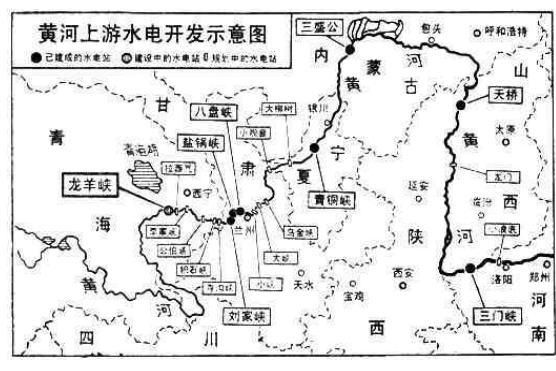 黄河上游水电开发示意图
●已建成的水电站 建设中的水电站 规划中的水电站
三盛公
包头
呼和浩特
内
蒙
古
黄
河
山
西
天桥
甘
肃
八盘峡
大柳树
银川
盐锅峡
小观音
宁
夏
黄
太原
青
海
青海湖
拉西瓦
龙羊峡
西宁
青铜峡
延安
龙门
临汾
李家峡
兰州
乌金峡
陕
西
河
小浪底
公伯峡
大峡
积石峡
小峡
寺沟峡
天水
西安
宝鸡
洛阳
郑州
黄
河
刘家峡
三门峡
河
南
四
川